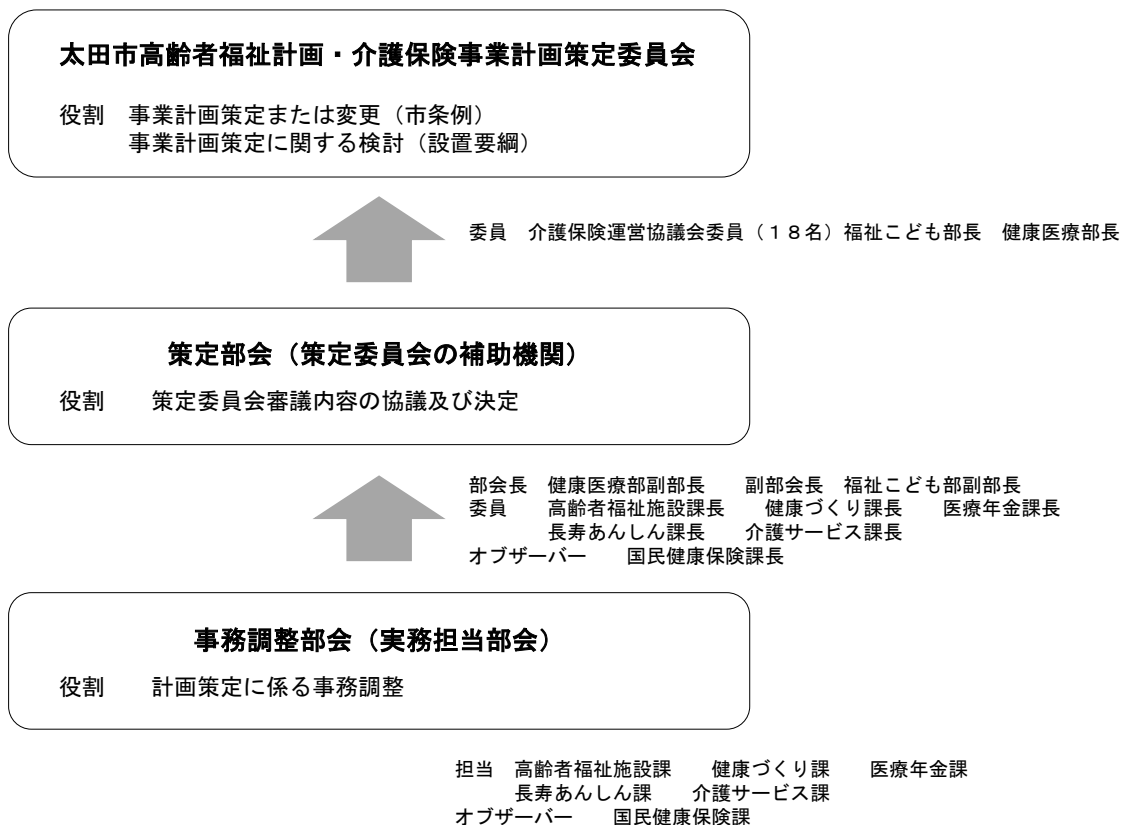 太田市高齢者福祉計画・介護保険事業計画策定委員会
役割　事業計画策定または変更（市条例）
事業計画策定に関する検討（設置要綱）
委員　介護保険運営協議会委員（１８名）福祉こども部長　健康医療部長
策定部会（策定委員会の補助機関）
役割　　策定委員会審議内容の協議及び決定
部会長　健康医療部副部長　　副部会長　福祉こども部副部長
委員　　高齢者福祉施設課長　　健康づくり課長　　医療年金課長
長寿あんしん課長　　介護サービス課長
オブザーバー　　国民健康保険課長
事務調整部会（実務担当部会）
役割　　計画策定に係る事務調整
担当　高齢者福祉施設課　　健康づくり課　　医療年金課
長寿あんしん課　　介護サービス課
オブザーバー　　国民健康保険課